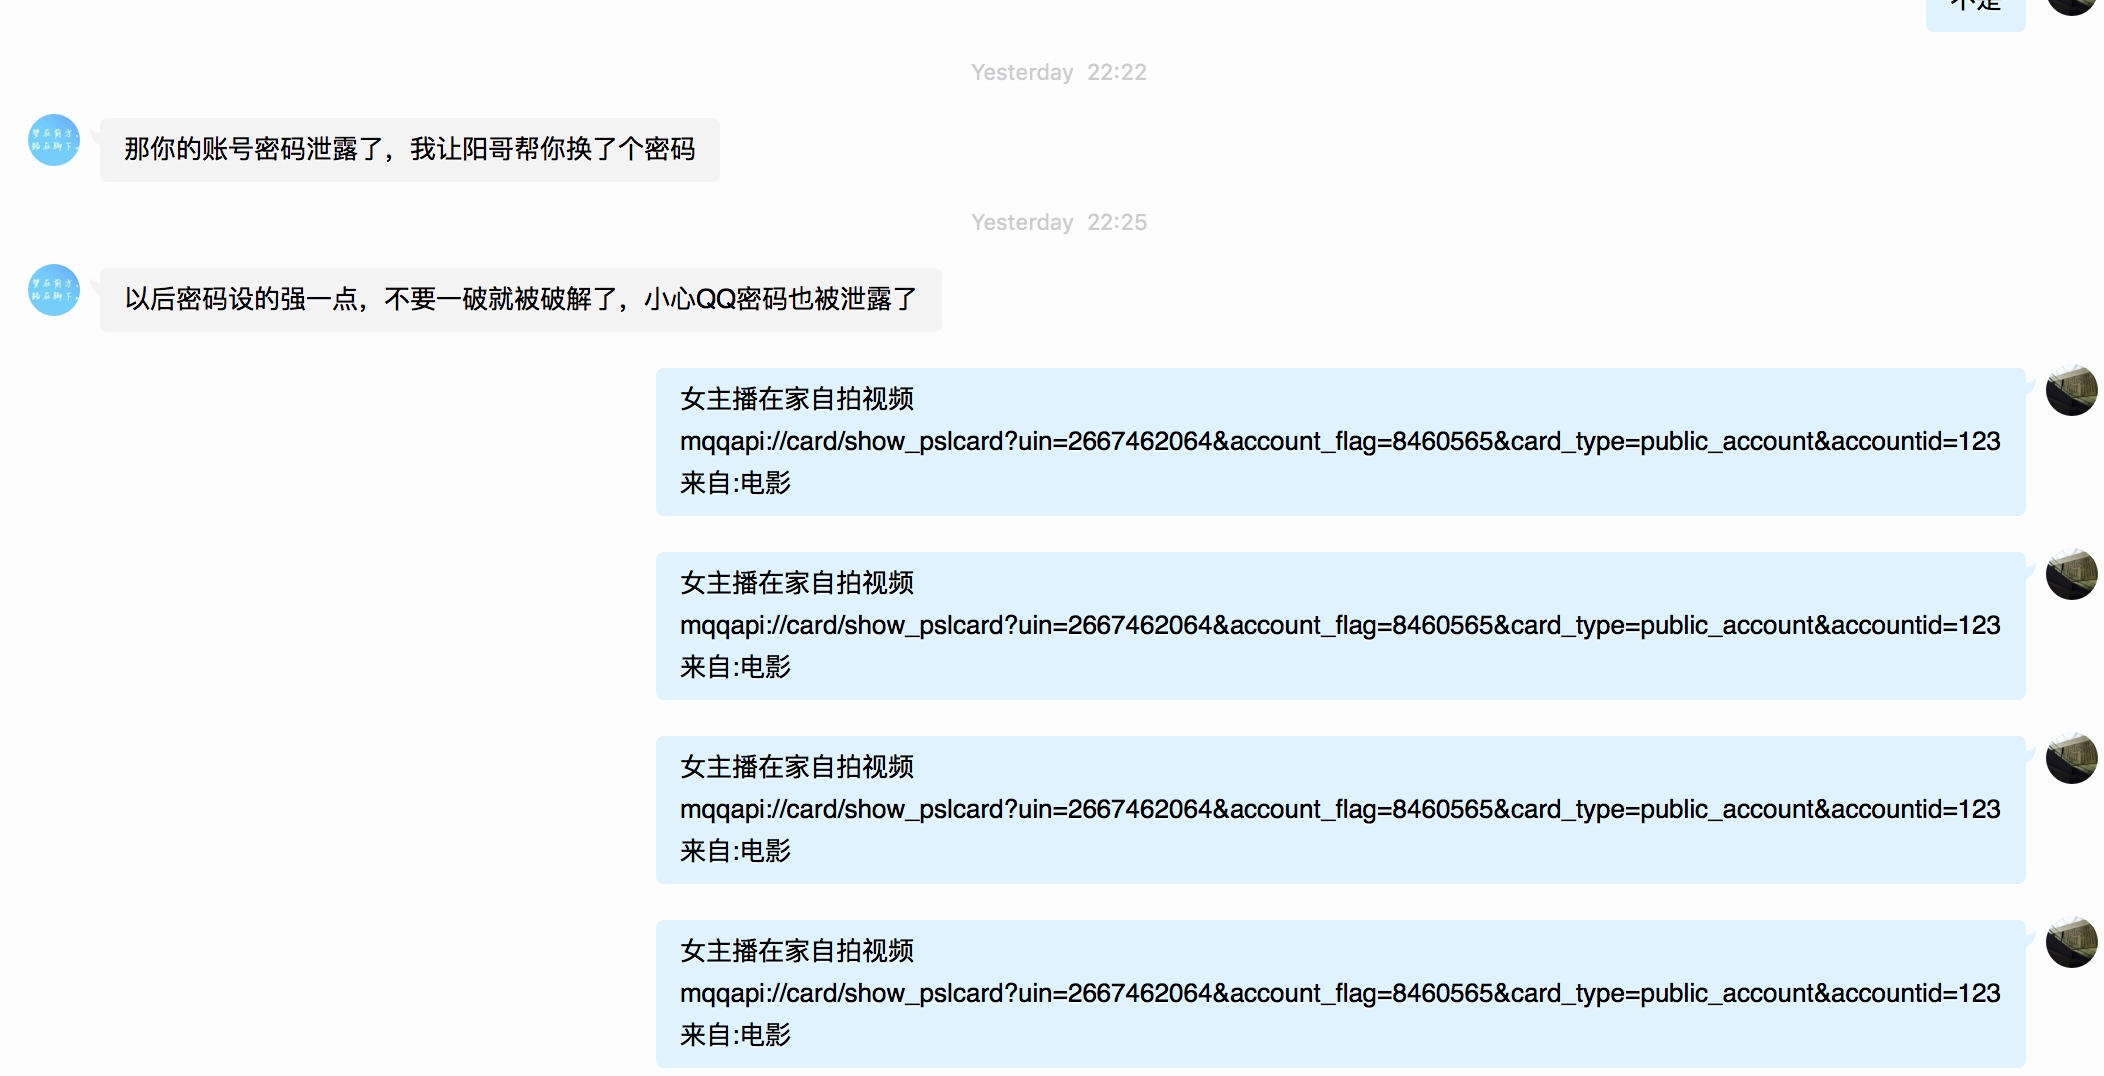 不是
Yesterday 22:22
那你的账号密码泄露了，我让阳哥帮你换了个密码
Yesterday 22:25
以后密码设的强一点，不要一破就被破解了，小心QQ密码也被泄露了
女主播在家自拍视频
mqqapi://card/show_pslcard?uin=2667462064&account_flag=8460565&card_type=public_account&accountid=123
来自:电影
女主播在家自拍视频
mqqapi://card/show_pslcard?uin=2667462064&account_flag=8460565&card_type=public_account&accountid=123
来自:电影
女主播在家自拍视频
mqqapi://card/show_pslcard?uin=2667462064&account_flag=8460565&card_type=public_account&accountid=123
来自:电影
女主播在家自拍视频
mqqapi://card/show_pslcard?uin=2667462064&account_flag=8460565&card_type=public_account&accountid=123
来自:电影